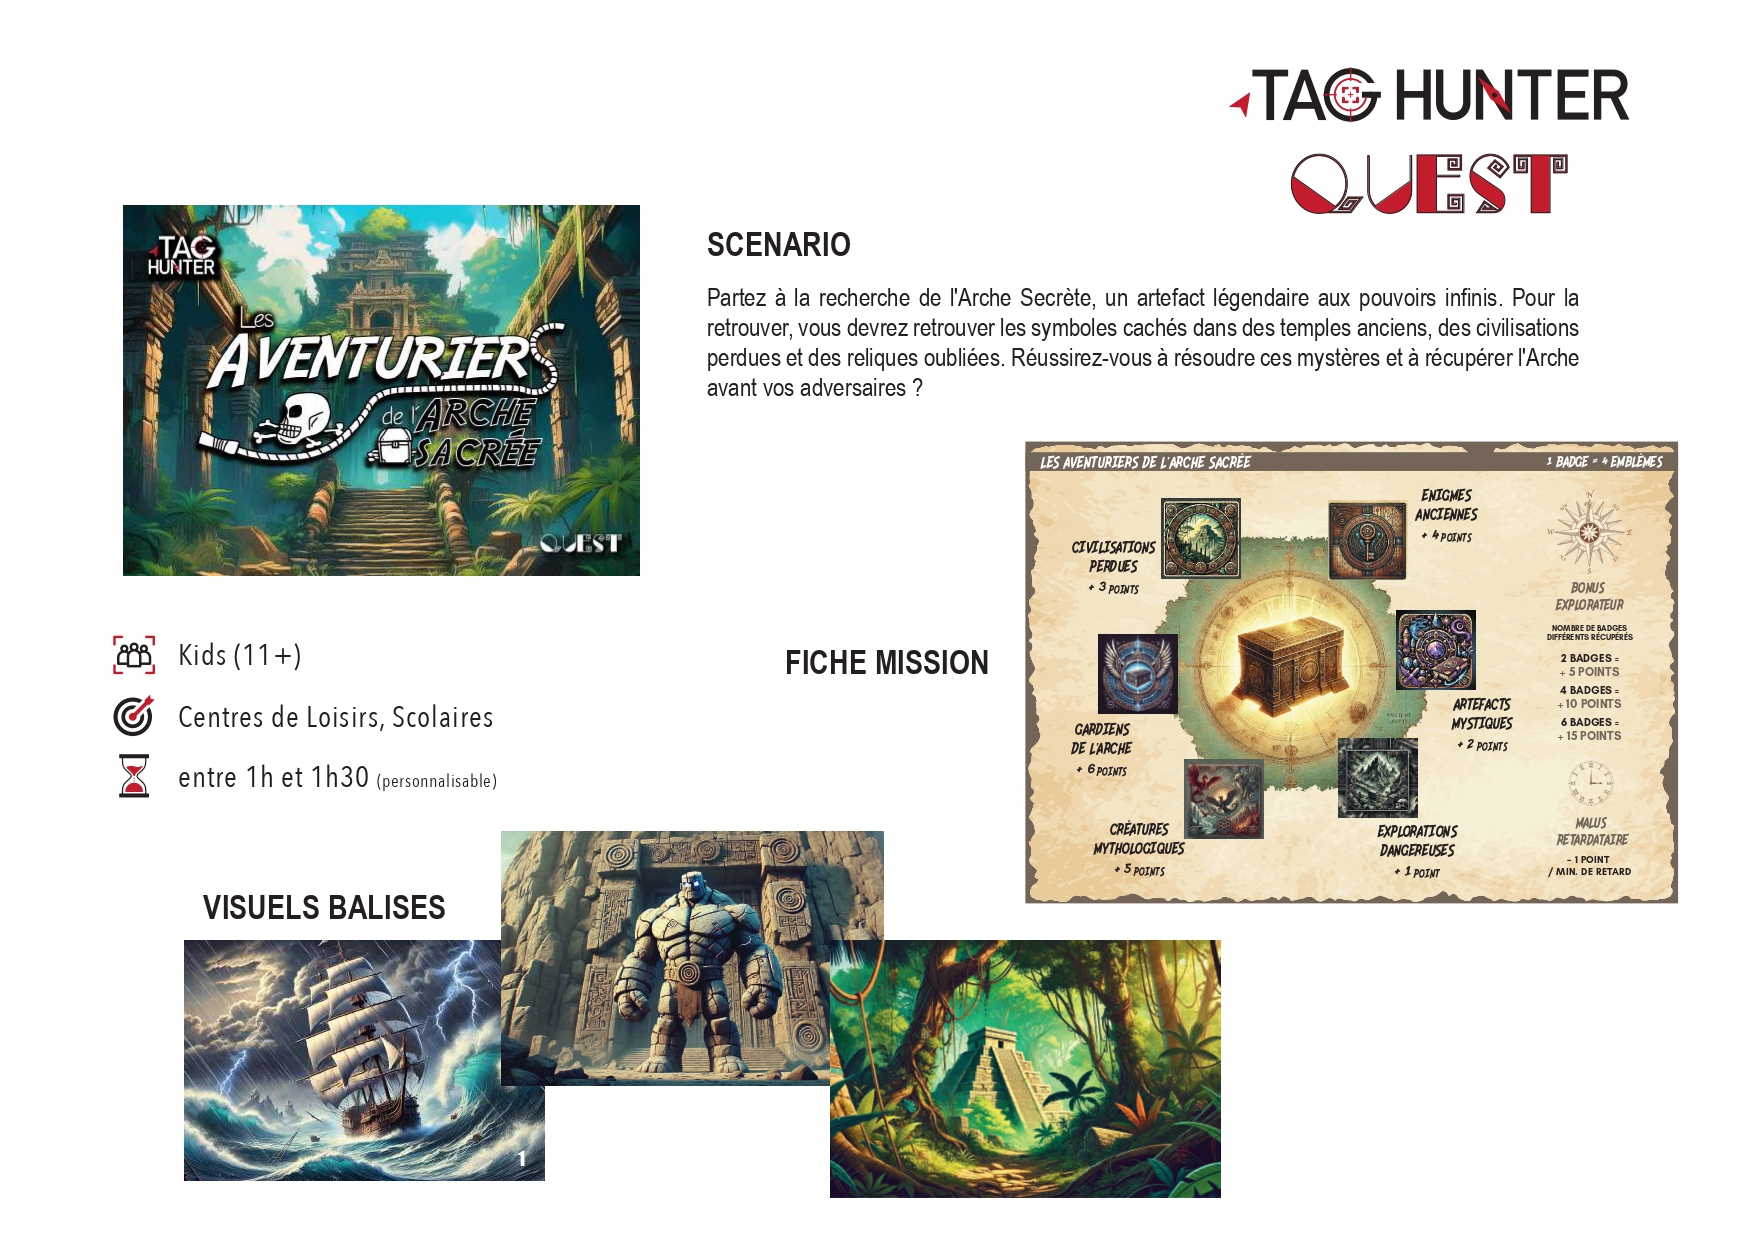 TAG HUNTER
QUEST
TAG
HUNTER
Les
AVENTURIERS
de l'ARCHE
SACRÉE
QUEST
SCENARIO
Partez à la recherche de l'Arche Secrète, un artefact légendaire aux pouvoirs infinis. Pour la
retrouver, vous devrez retrouver les symboles cachés dans des temples anciens, des civilisations
perdues et des reliques oubliées. Réussirez-vous à résoudre ces mystères et à récupérer l'Arche
avant vos adversaires ?
Kids (11+)
Centres de Loisirs, Scolaires
entre 1h et 1h30 (personnalisable)
FICHE MISSION
LES AVENTURIERS DE L'ARCHE SACRÉE
1 BADGE = 4 EMBLÈMES
CIVILISATIONS
PERDUES
+ 3 POINTS
ENIGMES
ANCIENNES
+ 4 POINTS
GARDIENS
DE L'ARCHE
+ 6 POINTS
ARTEFACTS
MYSTIQUES
+ 2 POINTS
CRÉATURES
MYTHOLOGIQUES
+ 5 POINTS
EXPLORATIONS
DANGEREUSES
+ 1 POINT
N
W
E
S
BONUS
EXPLORATEUR
NOMBRE DE BADGES
DIFFÉRENTS RÉCUPÉRÉS
2 BADGES =
+ 5 POINTS
4 BADGES =
+ 10 POINTS
6 BADGES =
+ 15 POINTS
MALUS
RETARDATAIRE
- 1 POINT
/ MIN. DE RETARD
VISUELS BALISES
1